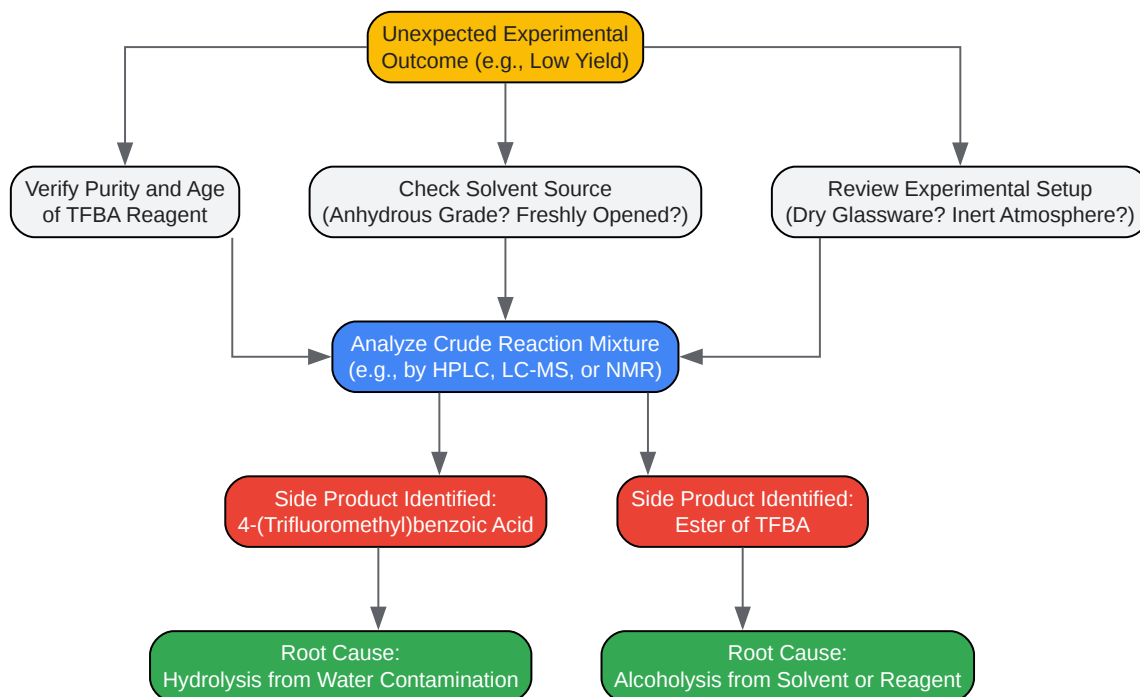 Unexpected Experimental
Outcome (e.g., Low Yield)
Verify Purity and Age
of TFBA Reagent
Check Solvent Source
(Anhydrous Grade? Freshly Opened?)
Review Experimental Setup
(Dry Glassware? Inert Atmosphere?)
Analyze Crude Reaction Mixture
(e.g., by HPLC, LC-MS, or NMR)
Side Product Identified:
4-(Trifluoromethyl)benzoic Acid
Side Product Identified:
Ester of TFBA
Root Cause:
Hydrolysis from Water Contamination
Root Cause:
Alcoholysis from Solvent or Reagent